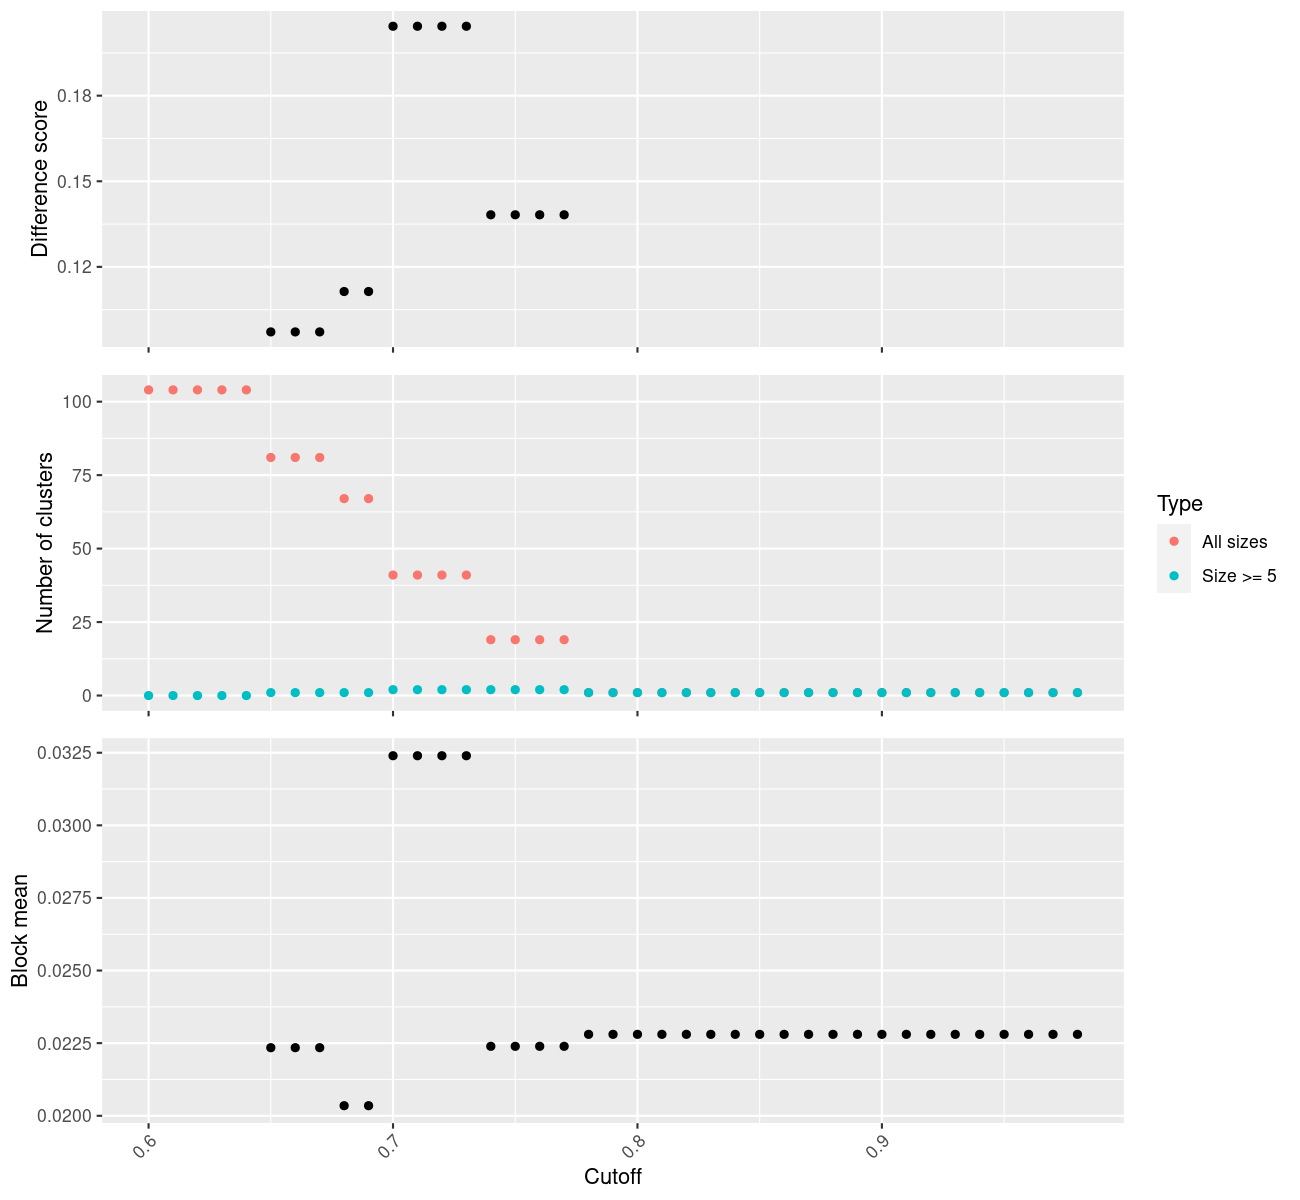 Difference score
0.18
0.15
0.12
Number of clusters
100
75
50
25
0
Type
All sizes
Size >= 5
Block mean
0.0325
0.0300
0.0275
0.0250
0.0225
0.0200
0.6 0.7 0.8 0.9
Cutoff